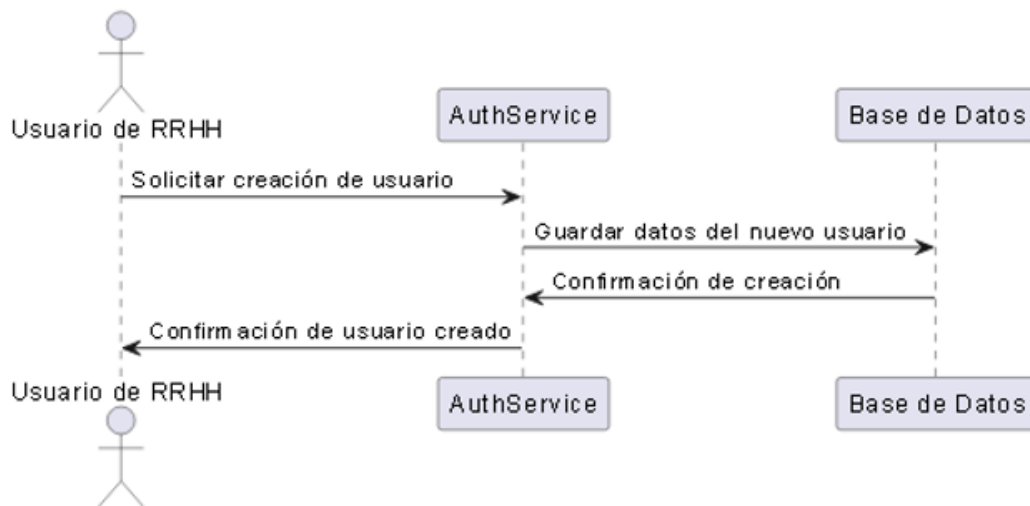 Usuario de RRHH
AuthService
Base de Datos
Solicitar creación de usuario
Guardar datos del nuevo usuario
Confirmación de creación
Confirmación de usuario creado
Usuario de RRHH
AuthService
Base de Datos